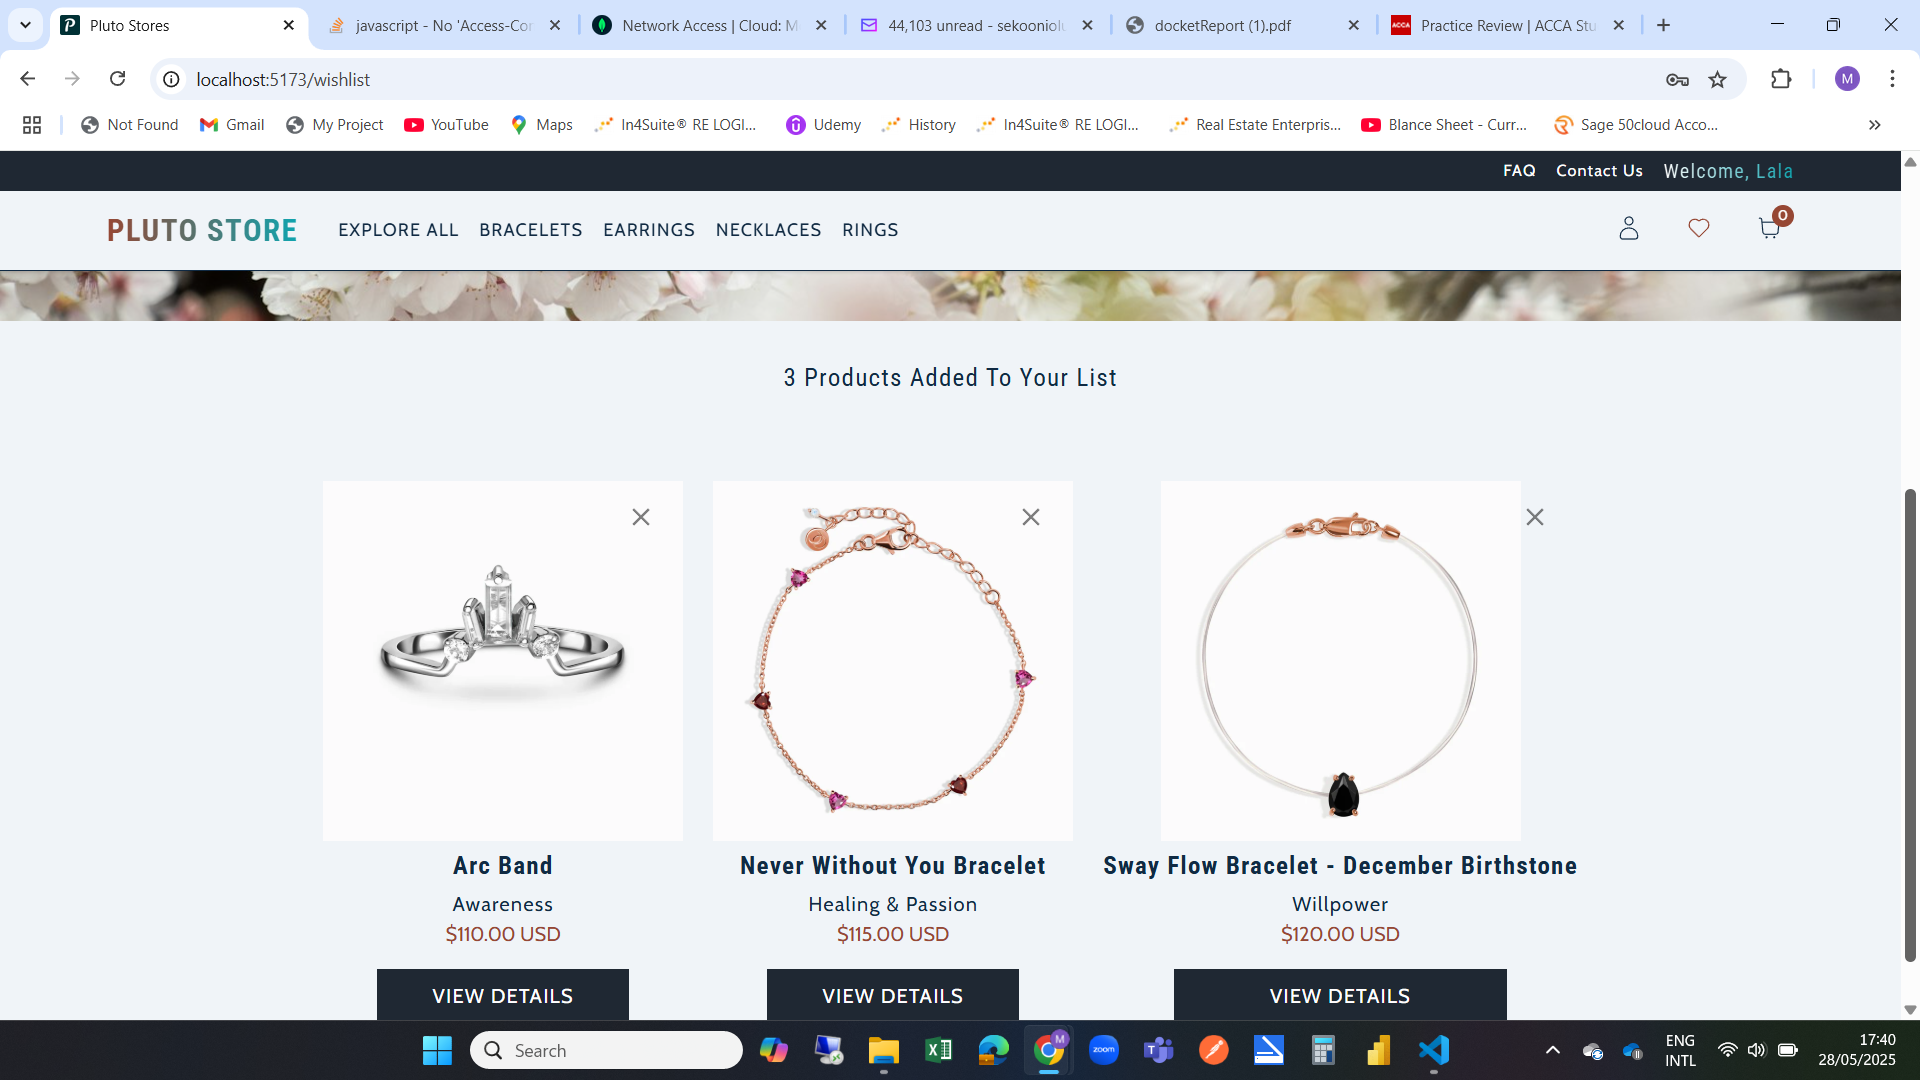 Pluto Stores
javascript - No 'Access-Cor
Network Access | Cloud: M
44,103 unread - sekooniolu
docketReport (1).pdf
Practice Review | ACCA Stu
localhost:5173/wishlist
M
Not Found
Gmail
My Project
YouTube
Maps
In4Suite® RE LOGI...
Udemy
History
In4Suite® RE LOGI...
Real Estate Enterpris...
Blance Sheet - Curr...
Sage 50cloud Acco...
FAQ
Contact Us
Welcome, Lala
PLUTO STORE
EXPLORE ALL
BRACELETS
EARRINGS
NECKLACES
RINGS
0
3 Products Added To Your List
Arc Band
Awareness
$110.00 USD
VIEW DETAILS
Never Without You Bracelet
Healing & Passion
$115.00 USD
VIEW DETAILS
Sway Flow Bracelet - December Birthstone
Willpower
$120.00 USD
VIEW DETAILS
Search
M
zoom
ENG
INTL
17:40
28/05/2025